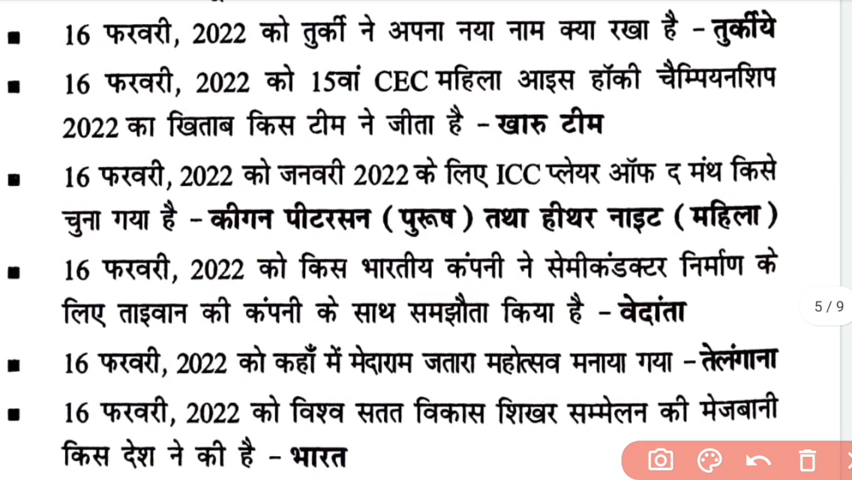 ▪ 16 फरवरी, 2022 को तुर्की ने अपना नया नाम क्या रखा है – तुर्कीये
▪ 16 फरवरी, 2022 को 15वां CEC महिला आइस हॉकी चैम्पियनशिप
2022 का खिताब किस टीम ने जीता है – खारु टीम
▪ 16 फरवरी, 2022 को जनवरी 2022 के लिए ICC प्लेयर ऑफ द मंथ किसे
चुना गया है – कीगन पीटरसन ( पुरूष ) तथा हीथर नाइट ( महिला )
▪ 16 फरवरी, 2022 को किस भारतीय कंपनी ने सेमीकंडक्टर निर्माण के
लिए ताइवान की कंपनी के साथ समझौता किया है – वेदांता
5 / 9
▪ 16 फरवरी, 2022 को कहाँ में मेदाराम जतारा महोत्सव मनाया गया – तेलंगाना
▪ 16 फरवरी, 2022 को विश्व सतत विकास शिखर सम्मेलन की मेजबानी
किस देश ने की है – भारत